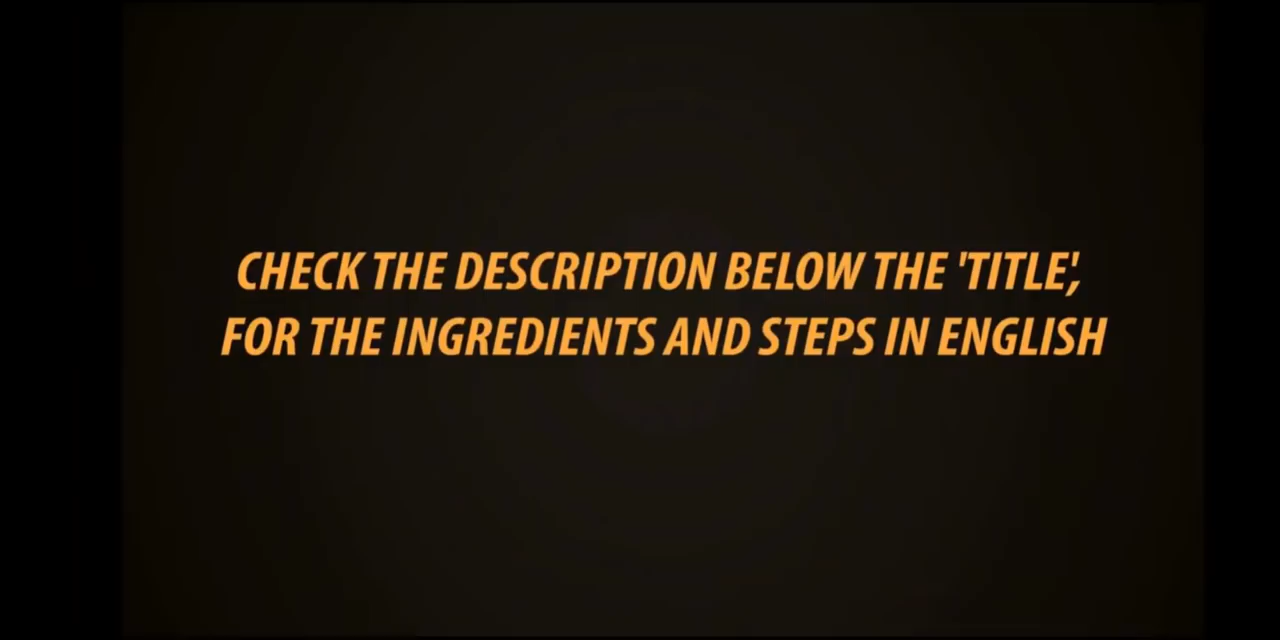 CHECK THE DESCRIPTION BELOW THE 'TITLE',
FOR THE INGREDIENTS AND STEPS IN ENGLISH